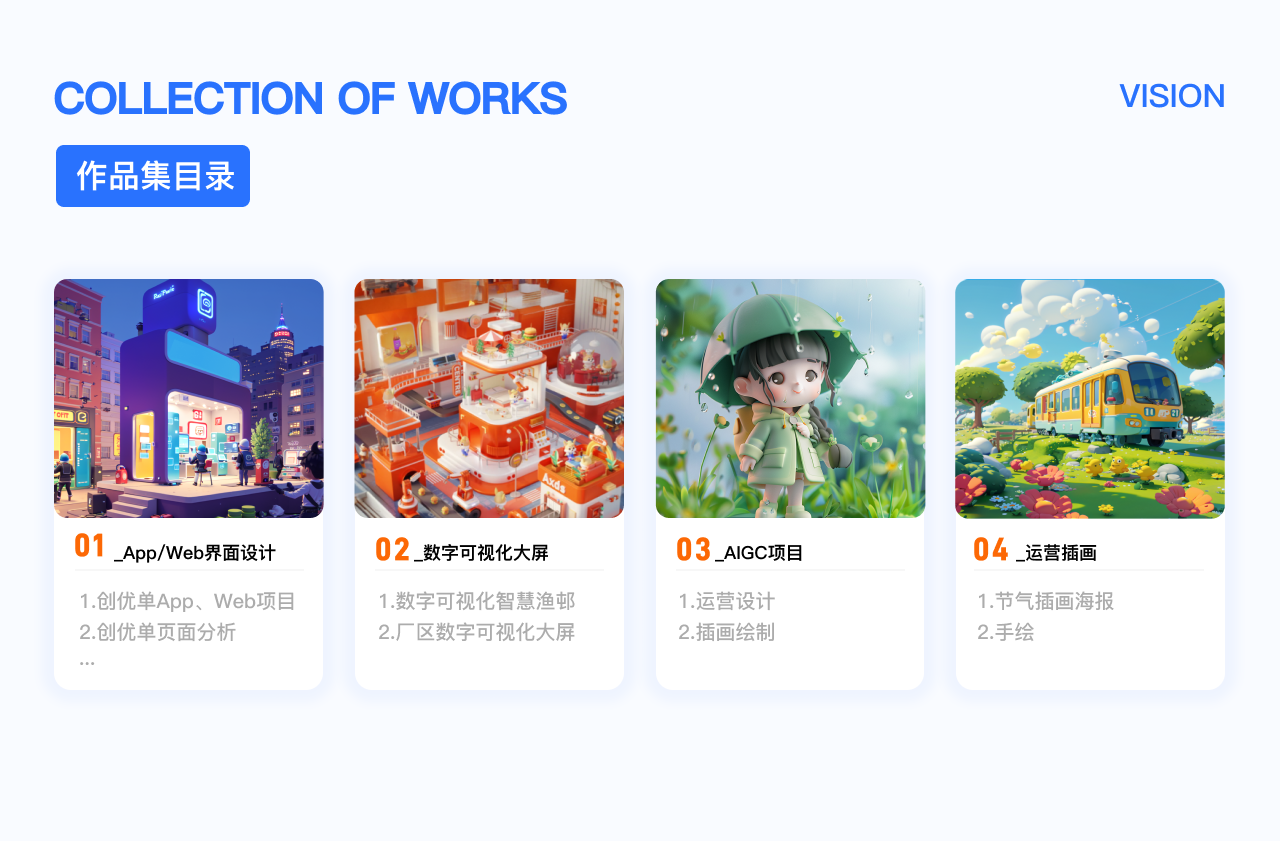 COLLECTION OF WORKS
VISION
作品集目录
CENTRI
Axds
01 _App/Web界面设计
1.创优单App、Web项目
2.创优单页面分析
...
02 _数字可视化大屏
1.数字可视化智慧渔邨
2.厂区数字可视化大屏
03 _AIGC项目
1.运营设计
2.插画绘制
04 _运营插画
1.节气插画海报
2.手绘